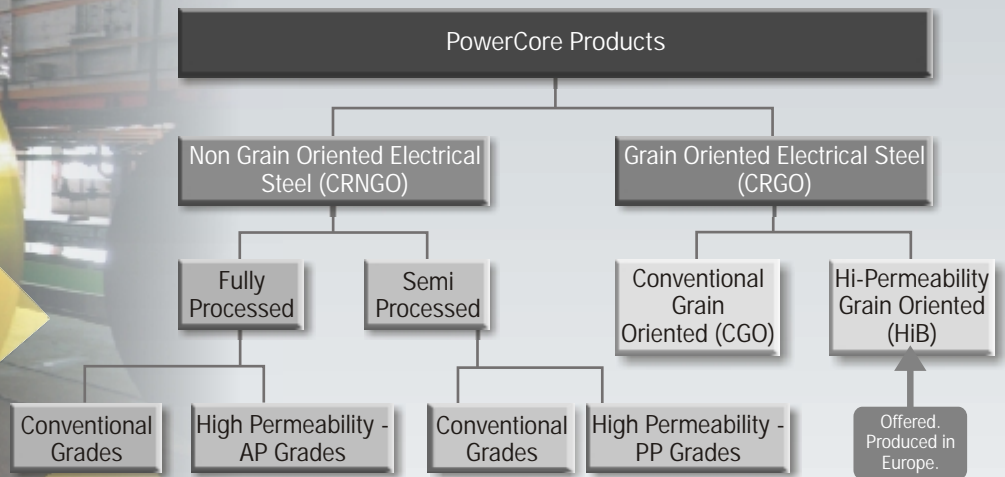 PowerCore Products
Non Grain Oriented Electrical
Steel (CRNGO)
Grain Oriented Electrical Steel
(CRGO)
Fully
Processed
Semi
Processed
Conventional
Grain
Oriented (CGO)
Hi-Permeability
Grain Oriented
(HiB)
Conventional
Grades
High Permeability -
AP Grades
Conventional
Grades
High Permeability -
PP Grades
Offered.
Produced in
Europe.